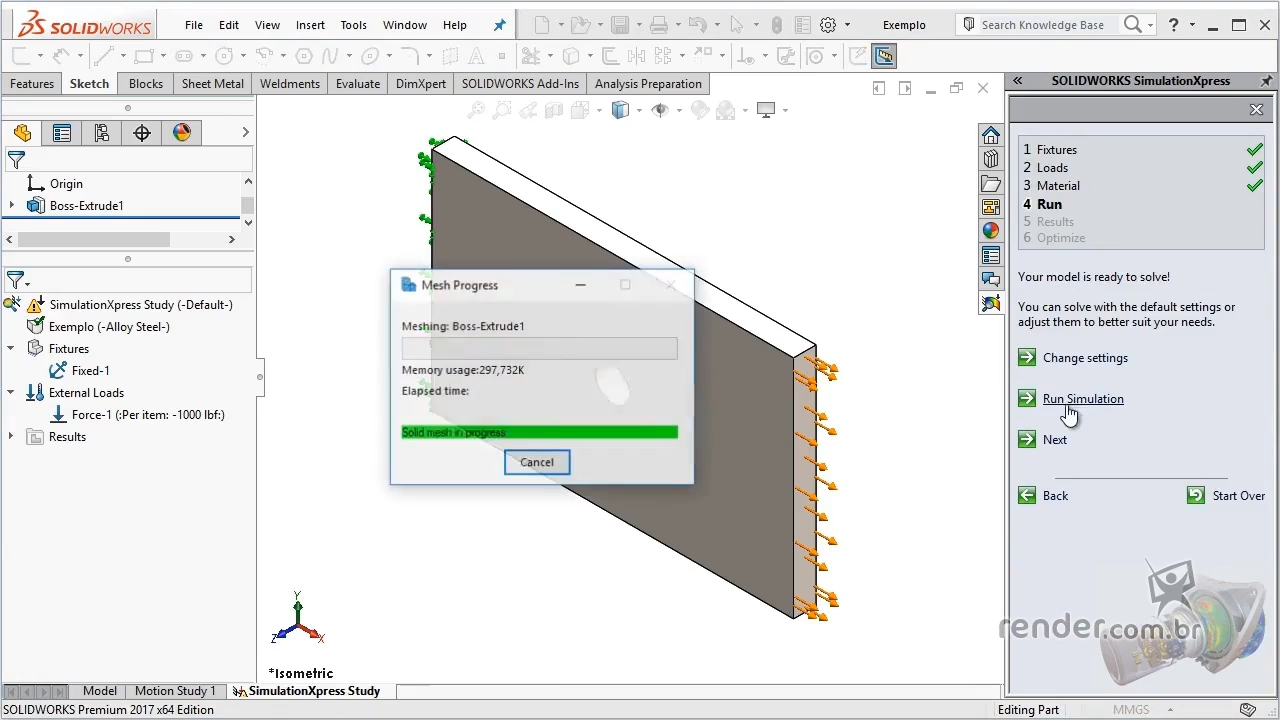 SOLIDWORKS
File Edit View Insert Tools Window Help
Exemplo
Search Knowledge Base
Features Sketch Blocks Sheet Metal Weldments Evaluate DimXpert SOLIDWORKS Add-Ins Analysis Preparation
SOLIDWORKS SimulationXpress
Origin
Boss-Extrude1
SimulationXpress Study (-Default-)
Exemplo (-Alloy Steel-)
Fixtures
Fixed-1
External Loads
Force-1 (:Per item: -1000 lbf:)
Results
Mesh Progress
Meshing: Boss-Extrude1
Memory usage:297,732K
Elapsed time:
Solid mesh in progress
Cancel
Y
Z
X
*Isometric
1 Fixtures
2 Loads
3 Material
4 Run
5 Results
6 Optimize
Your model is ready to solve!
You can solve with the default settings or
adjust them to better suit your needs.
Change settings
Run Simulation
Next
Back Start Over
render.com.br
Model Motion Study 1 SimulationXpress Study
SOLIDWORKS Premium 2017 x64 Edition
Editing Part MMGS